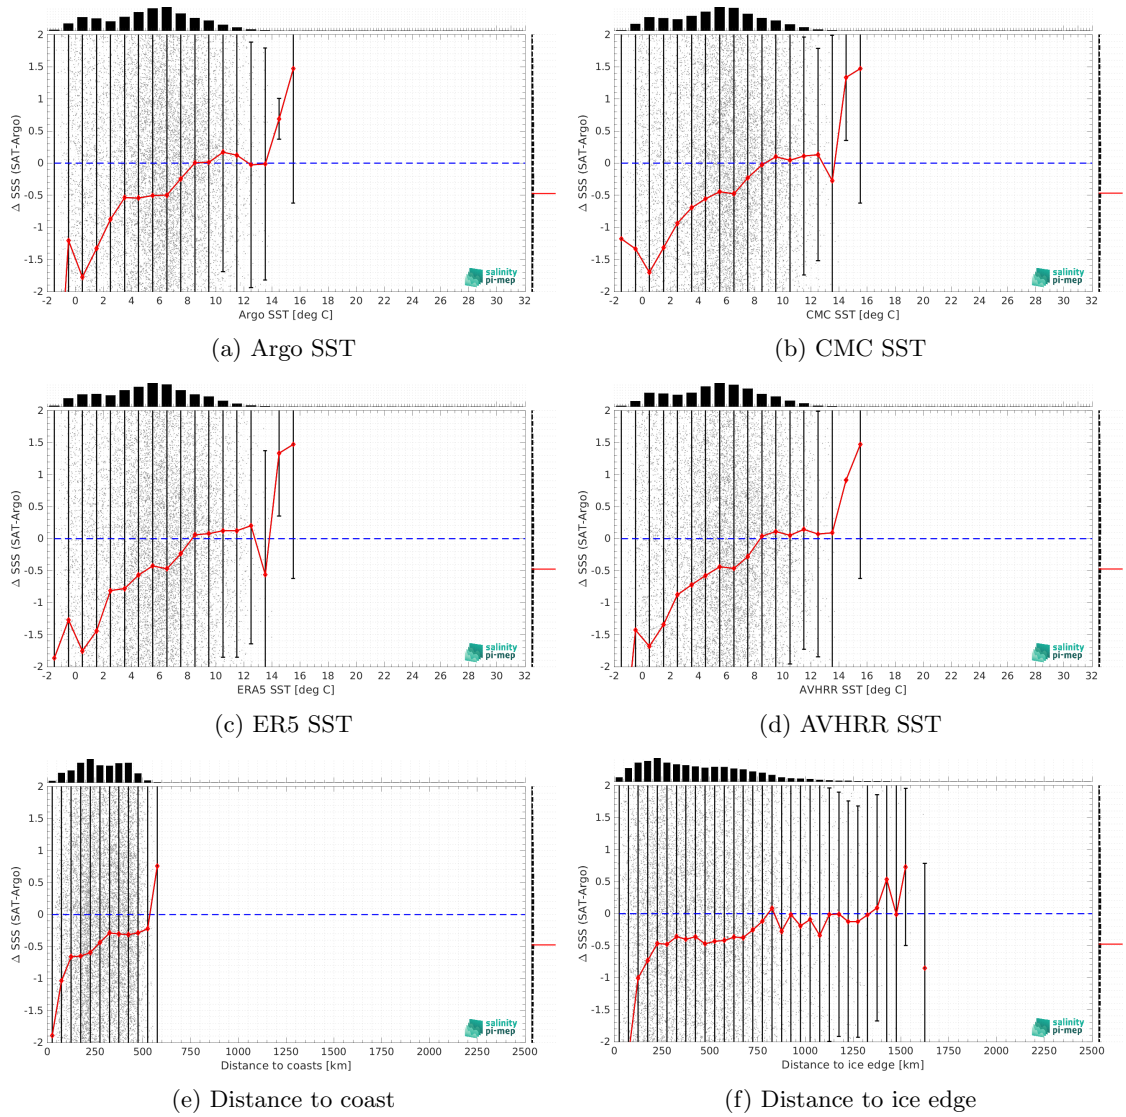 2
1.5
1
0.5
0
-0.5
-1
-1.5
-2
Δ SSS (SAT-Argo)
-2 0 2 4 6 8 10 12 14 16 18 20 22 24 26 28 30 32
Argo SST [deg C]
salinity
pi-mep
(a) Argo SST
2
1.5
1
0.5
0
-0.5
-1
-1.5
-2
Δ SSS (SAT-Argo)
-2 0 2 4 6 8 10 12 14 16 18 20 22 24 26 28 30 32
CMC SST [deg C]
salinity
pi-mep
(b) CMC SST
2
1.5
1
0.5
0
-0.5
-1
-1.5
-2
Δ SSS (SAT-Argo)
-2 0 2 4 6 8 10 12 14 16 18 20 22 24 26 28 30 32
ERA5 SST [deg C]
salinity
pi-mep
(c) ER5 SST
2
1.5
1
0.5
0
-0.5
-1
-1.5
-2
Δ SSS (SAT-Argo)
-2 0 2 4 6 8 10 12 14 16 18 20 22 24 26 28 30 32
AVHRR SST [deg C]
salinity
pi-mep
(d) AVHRR SST
2
1.5
1
0.5
0
-0.5
-1
-1.5
-2
Δ SSS (SAT-Argo)
0 250 500 750 1000 1250 1500 1750 2000 2250 2500
Distance to coasts [km]
salinity
pi-mep
(e) Distance to coast
2
1.5
1
0.5
0
-0.5
-1
-1.5
-2
Δ SSS (SAT-Argo)
0 250 500 750 1000 1250 1500 1750 2000 2250 2500
Distance to ice edge [km]
salinity
pi-mep
(f) Distance to ice edge